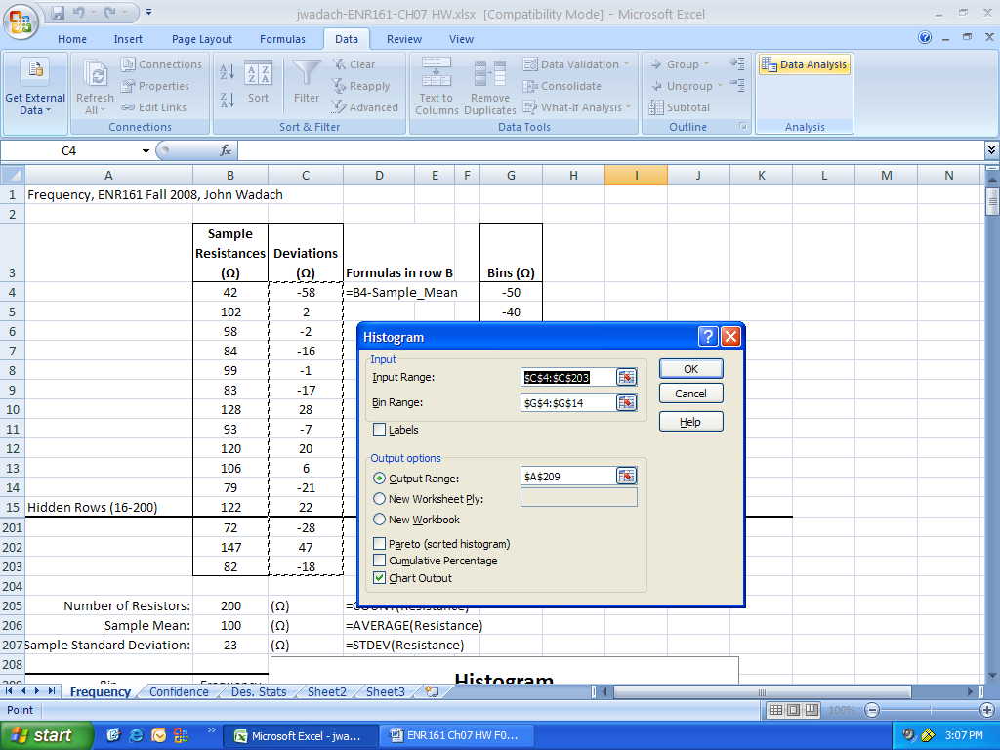 jwadach-ENR161-CH07 HW.xlsx [Compatibility Mode] - Microsoft Excel
Home Insert Page Layout Formulas Data Review View
Get External Data
Refresh All
Connections
Properties
Edit Links
Connections
Sort
Filter
Clear
Reapply
Advanced
Sort & Filter
Text to Columns
Remove Duplicates
Data Validation
Consolidate
What-If Analysis
Data Tools
Group
Ungroup
Subtotal
Outline
Data Analysis
Analysis
C4 fx
A B C D E F G H I J K L M N
1 Frequency, ENR161 Fall 2008, John Wadach
2
3 Sample Resistances (Ω) Deviations (Ω) Formulas in row B Bins (Ω)
4 42 -58 =B4-Sample_Mean -50
5 102 2 -40
6 98 -2
7 84 -16
8 99 -1
9 83 -17
10 128 28
11 93 -7
12 120 20
13 106 6
14 79 -21
15 Hidden Rows (16-200) 122 22
201 72 -28
202 147 47
203 82 -18
204
205 Number of Resistors: 200 (Ω) =COUNT(Resistance)
206 Sample Mean: 100 (Ω) =AVERAGE(Resistance)
207 Sample Standard Deviation: 23 (Ω) =STDEV(Resistance)
208
Histogram
209 Bin Frequency
Histogram
Input
Input Range: $C$4:$C$203
Bin Range: $G$4:$G$14
Labels
OK
Cancel
Help
Output options
Output Range: $A$209
New Worksheet Ply:
New Workbook
Pareto (sorted histogram)
Cumulative Percentage
Chart Output
Frequency Confidence Des. Stats Sheet2 Sheet3
Point 100%
start Microsoft Excel - jwa... ENR161 Ch07 HW F0... 3:07 PM